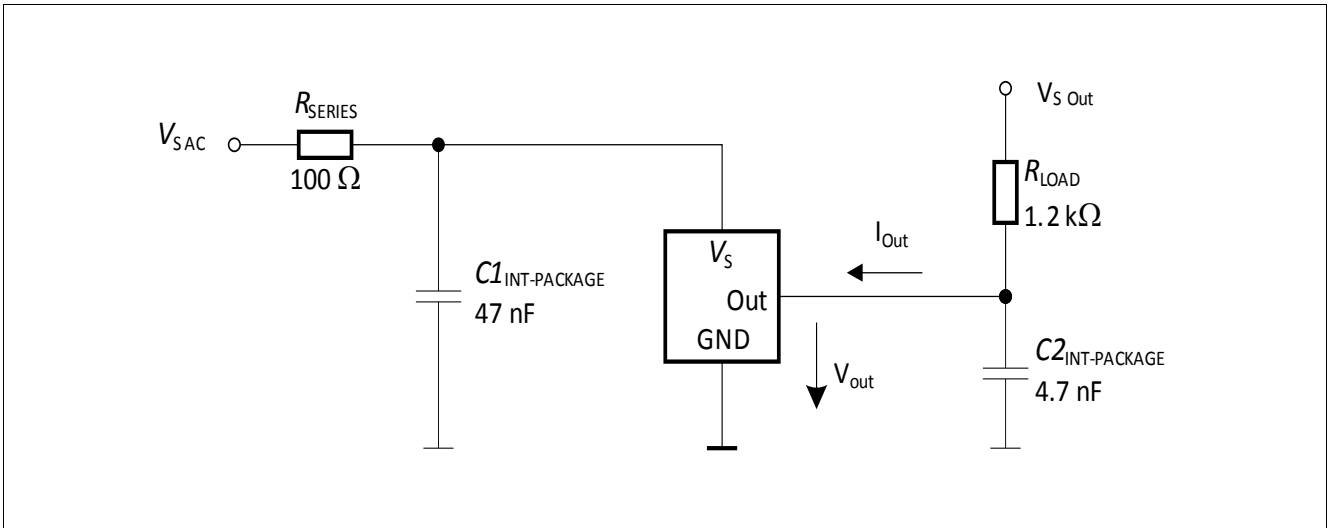 V_S AC
R_SERIES
100 Ω
C1_INT-PACKAGE
47 nF
V_S
Out
GND
I_Out
V_out
V_S Out
R_LOAD
1.2 kΩ
C2_INT-PACKAGE
4.7 nF